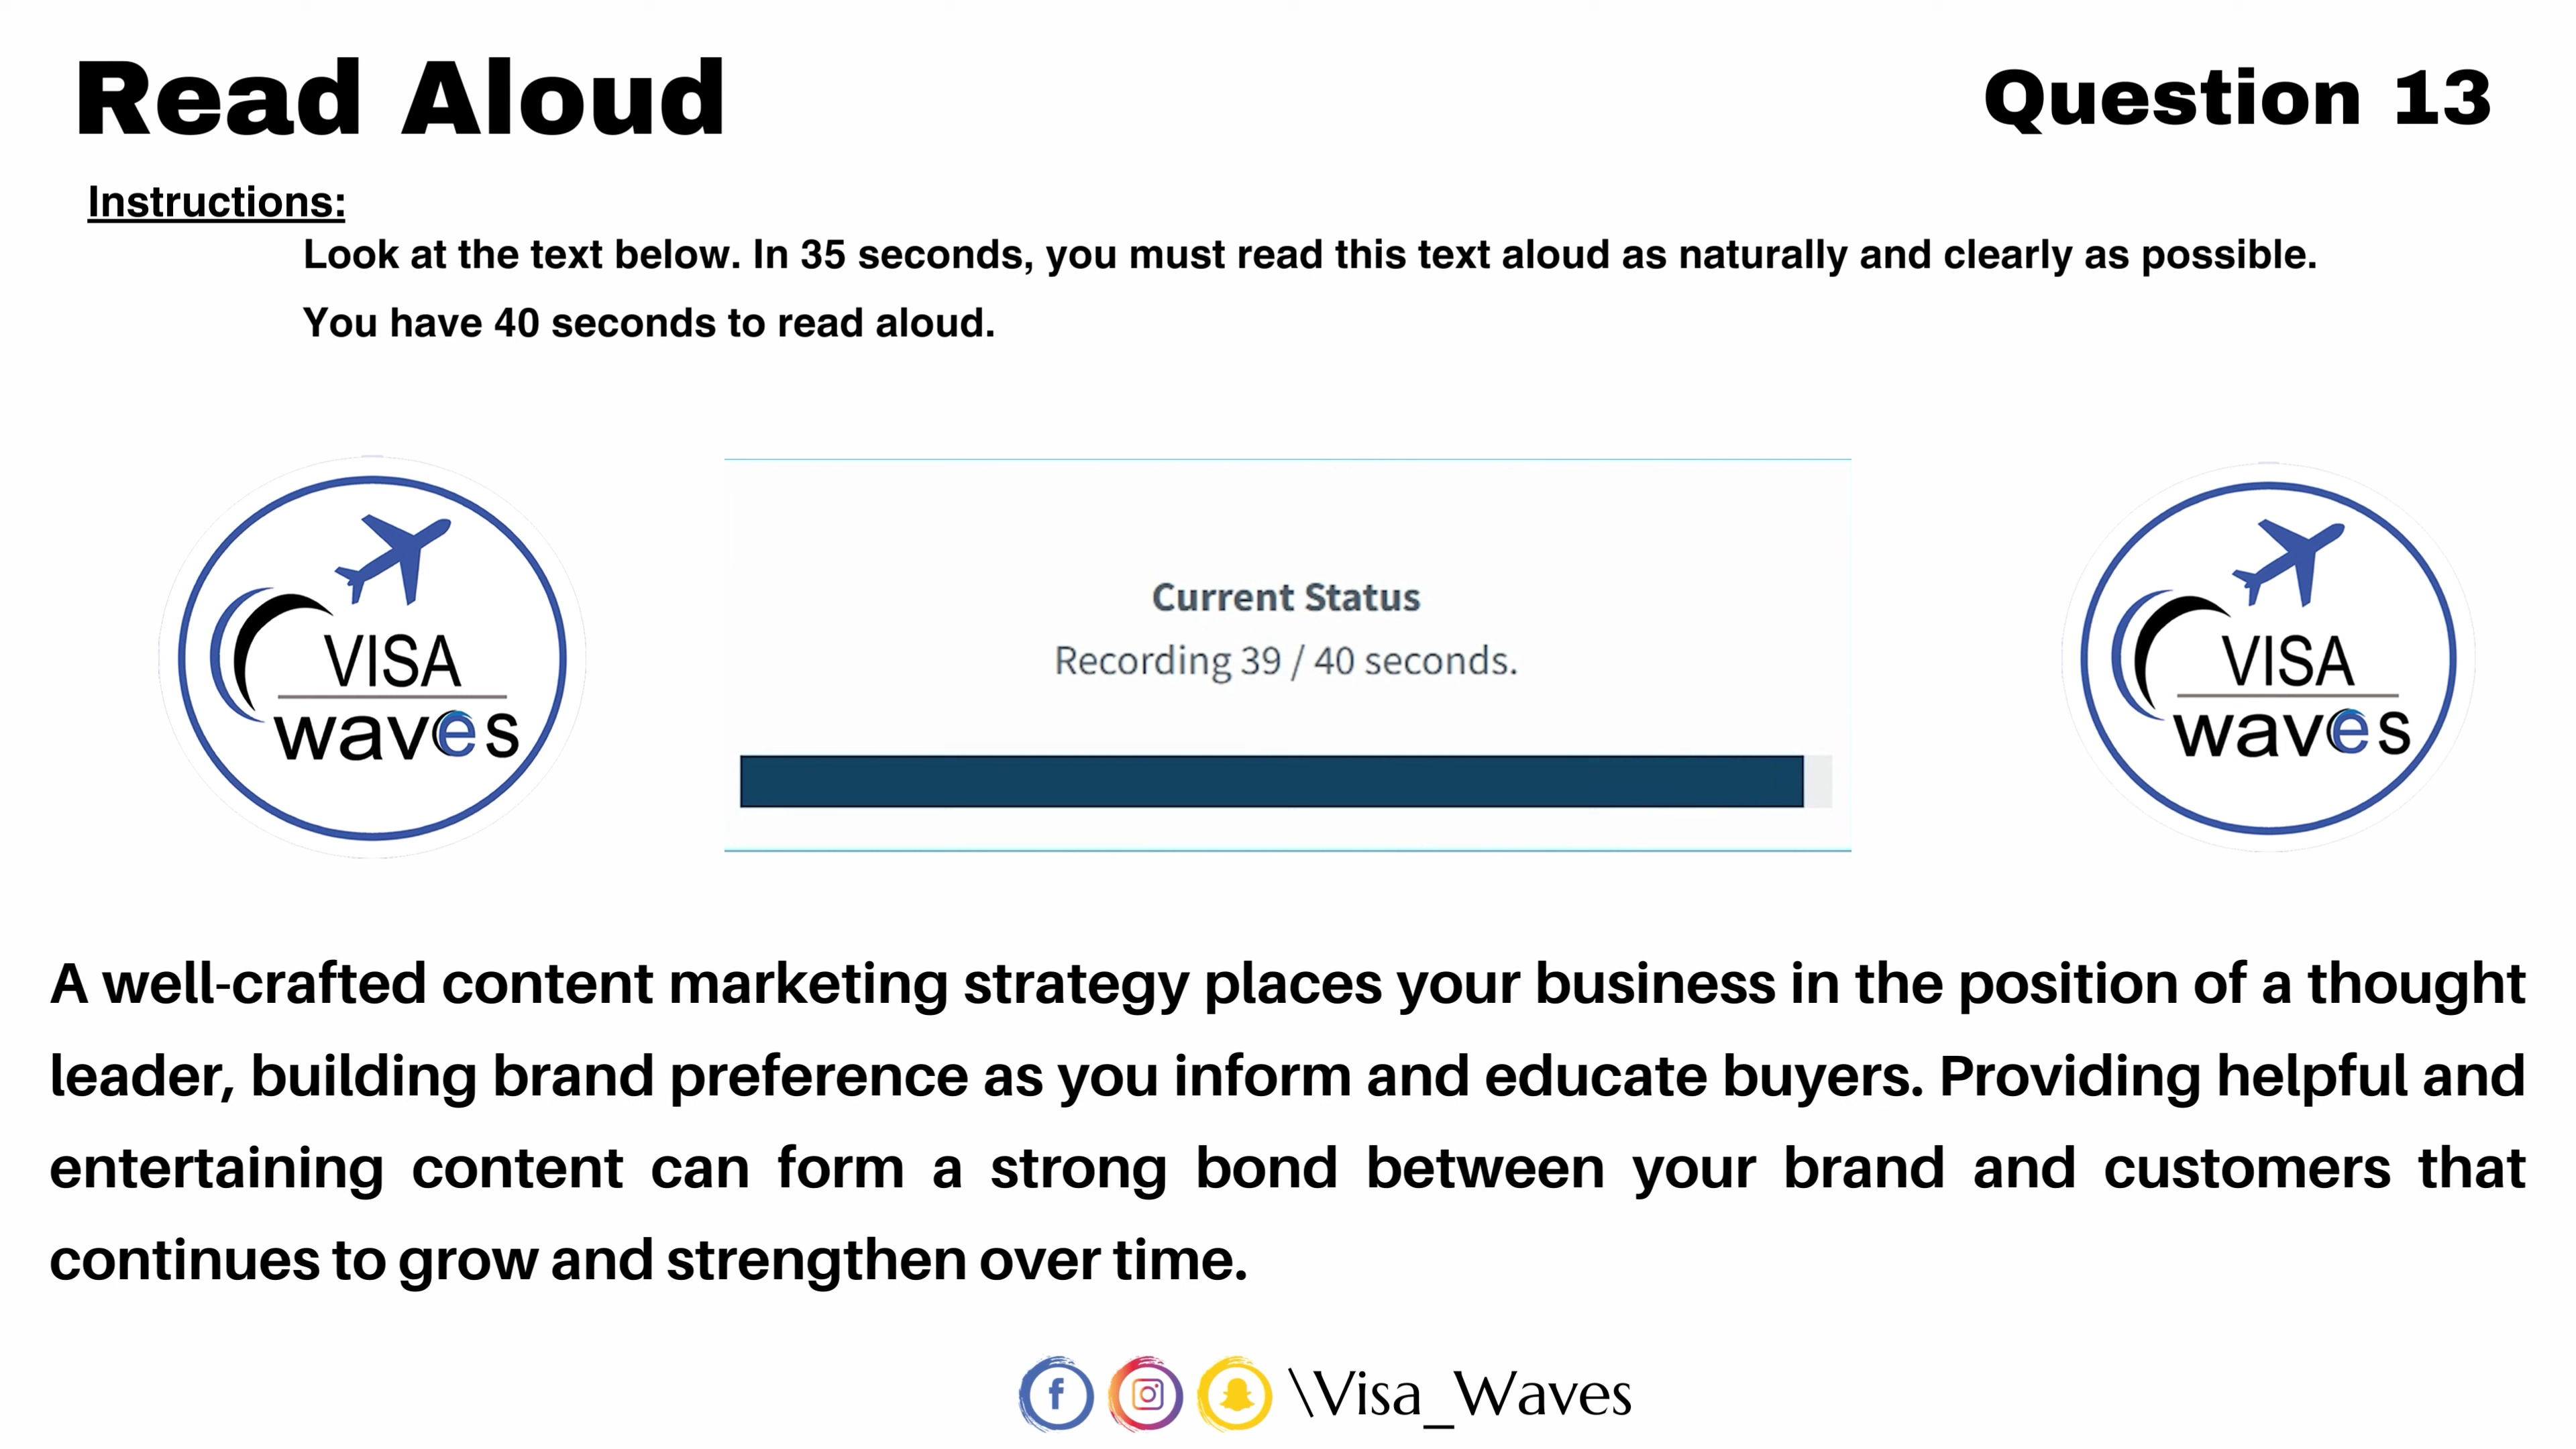 Read Aloud
Question 13
Instructions:
Look at the text below. In 35 seconds, you must read this text aloud as naturally and clearly as possible.
You have 40 seconds to read aloud.
VISA
waves
Current Status
Recording 39 / 40 seconds.
VISA
waves
A well-crafted content marketing strategy places your business in the position of a thought
leader, building brand preference as you inform and educate buyers. Providing helpful and
entertaining content can form a strong bond between your brand and customers that
continues to grow and strengthen over time.
\Visa_Waves